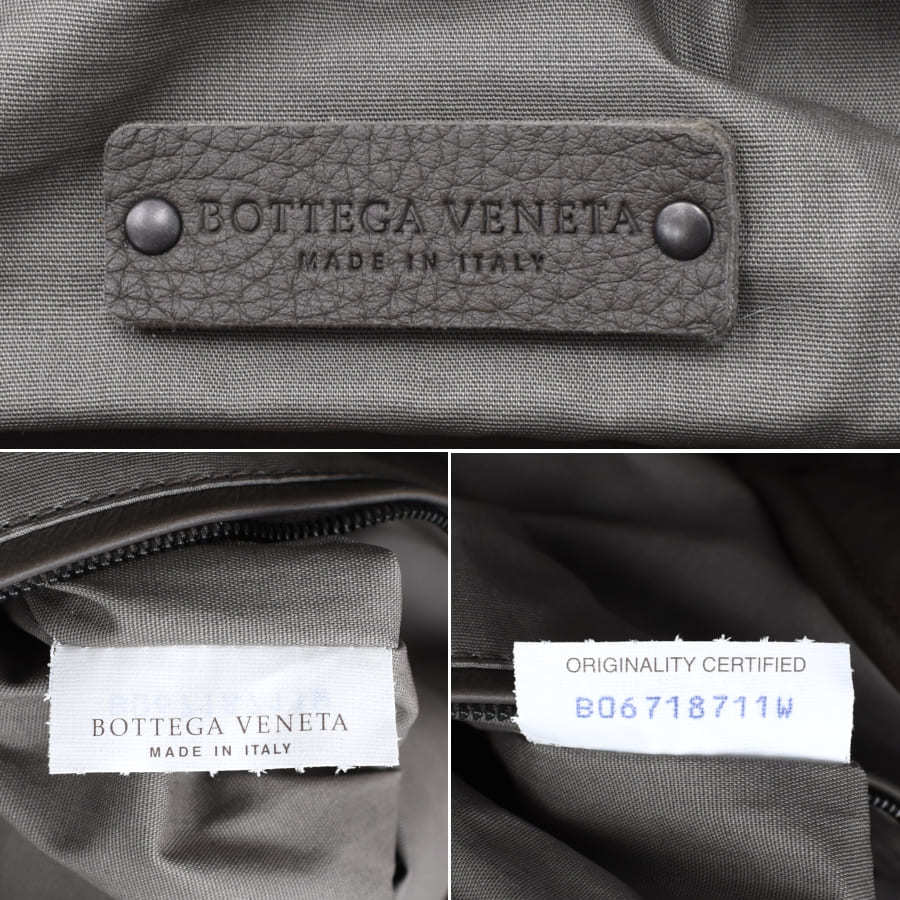 BOTTEGA VENETA
MADE IN ITALY
BOTTEGA VENETA
MADE IN ITALY
ORIGINALITY CERTIFIED
B06718711W